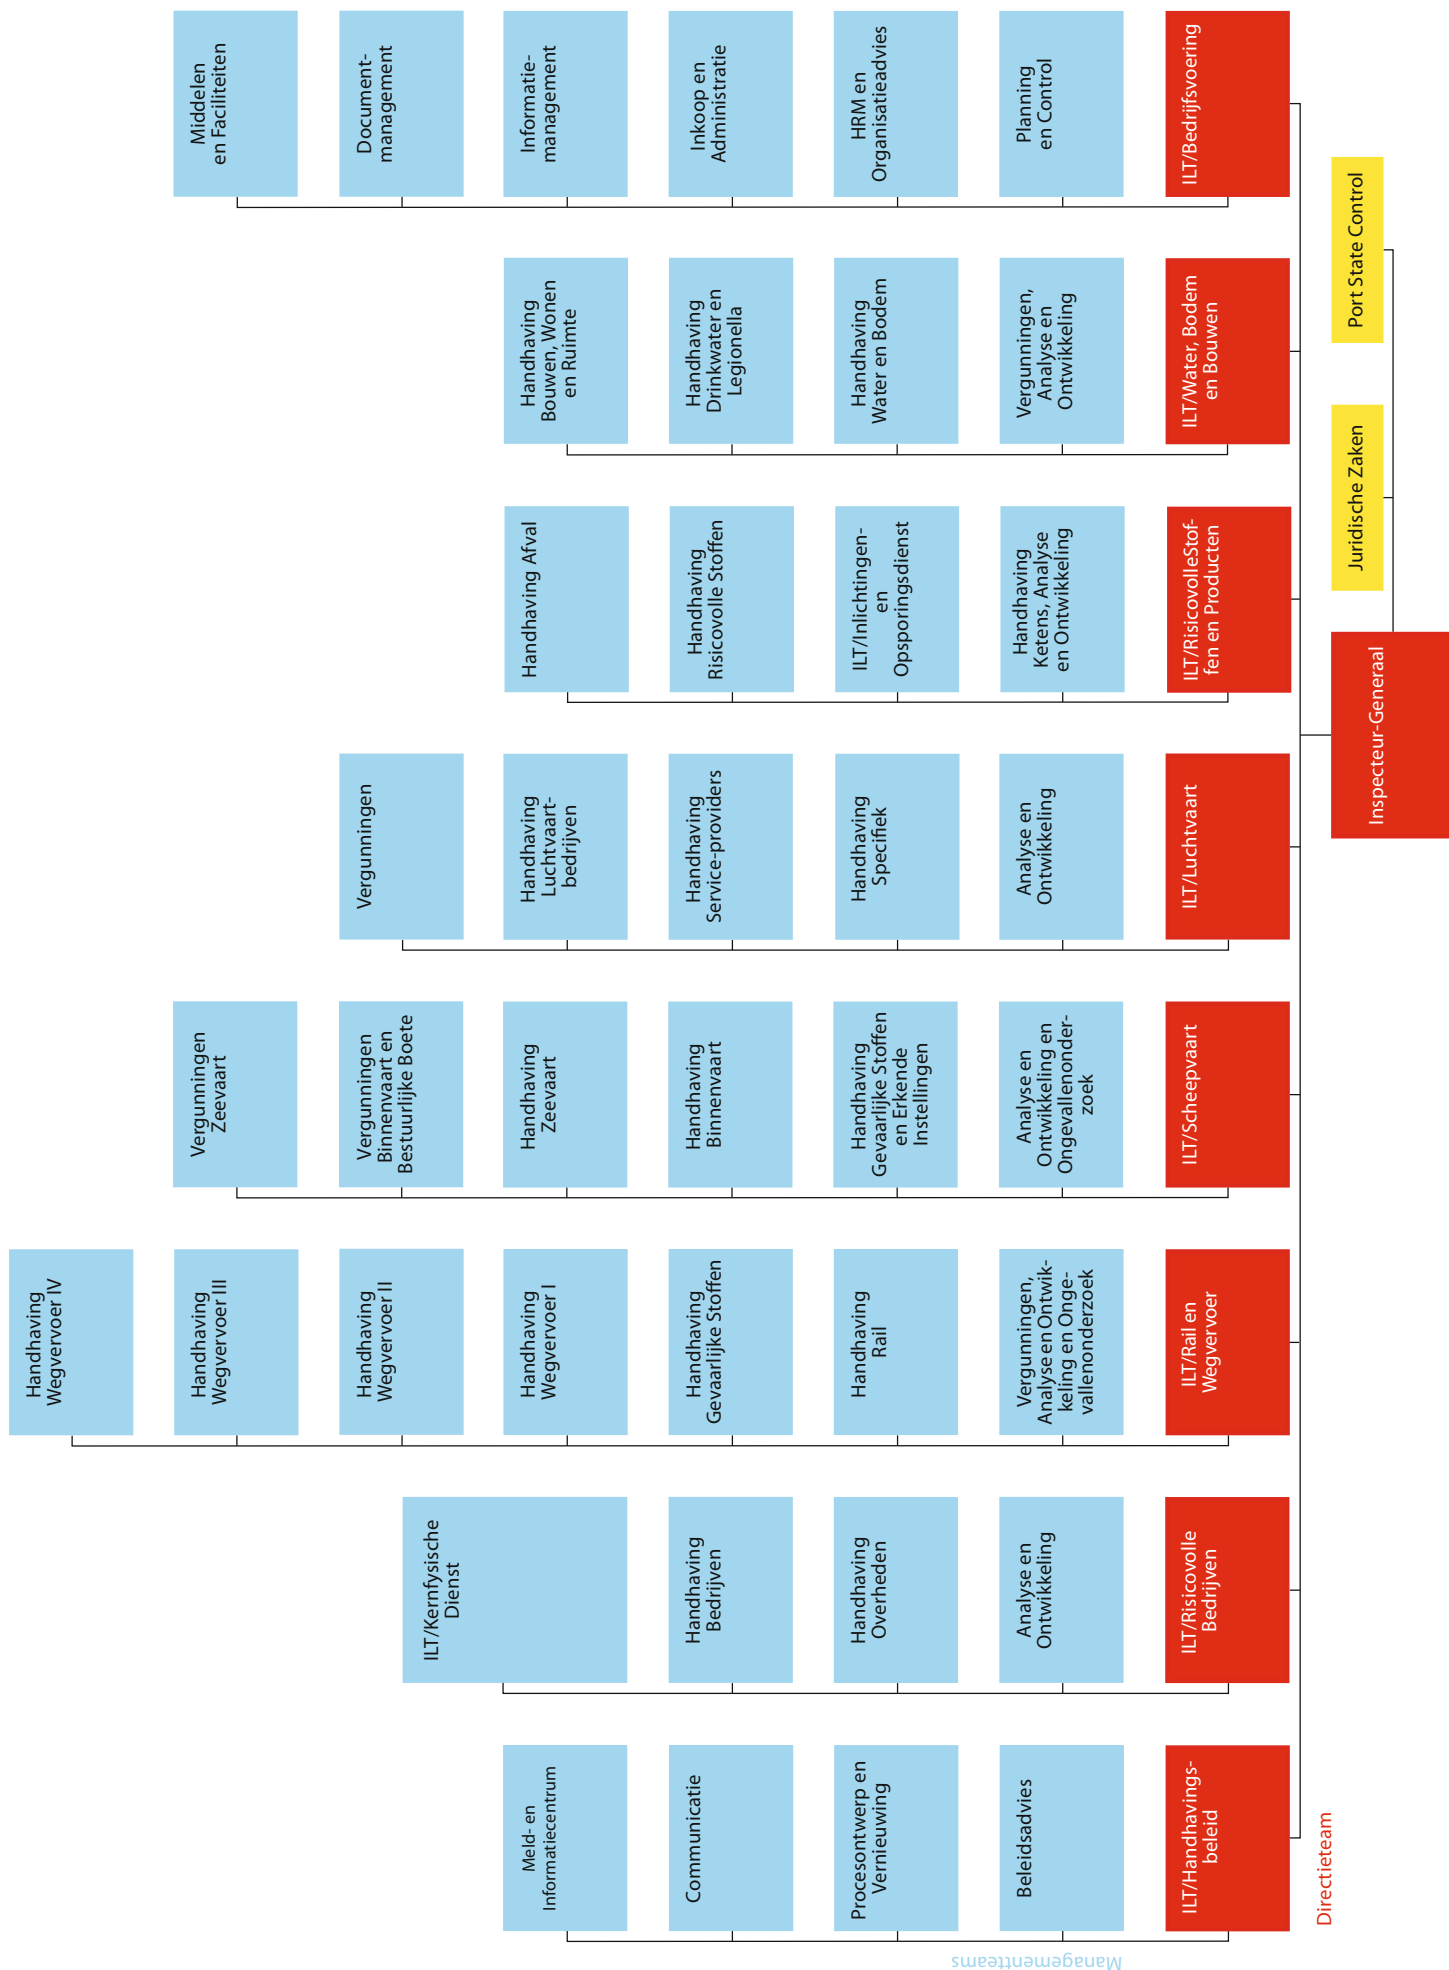 Meld- en
Informatiecentrum
Communicatie
Procesontwerp en
Vernieuwing
Beleidsadvies
ILT/Handhavings-
beleid
ILT/Kernfysische
Dienst
Handhaving
Bedrijven
Handhaving
Overheden
Analyse en
Ontwikkeling
ILT/Risicovolle
Bedrijven
Handhaving
Wegvervoer IV
Handhaving
Wegvervoer III
Handhaving
Wegvervoer II
Handhaving
Wegvervoer I
Handhaving
Gevaarlijke Stoffen
Handhaving
Rail
Vergunningen,
Analyse en Ontwik-
keling en Onge-
vallenonderzoek
ILT/Rail en
Wegvervoer
Vergunningen
Zeevaart
Vergunningen
Binnenvaart en
Bestuurlijke Boete
Handhaving
Zeevaart
Handhaving
Binnenvaart
Handhaving
Gevaarlijke Stoffen
en Erkende
Instellingen
Analyse en
Ontwikkeling en
Ongevallenonder-
zoek
ILT/Scheepvaart
Vergunningen
Handhaving
Luchtvaart-
bedrijven
Handhaving
Service-providers
Handhaving
Specifiek
Analyse en
Ontwikkeling
ILT/Luchtvaart
Handhaving Afval
Handhaving
Risicovolle Stoffen
ILT/Inlichtingen-
en
Opsporingsdienst
Handhaving
Ketens, Analyse
en Ontwikkeling
ILT/RisicovolleStof-
fen en Producten
Handhaving
Bouwen, Wonen
en Ruimte
Handhaving
Drinkwater en
Legionella
Handhaving
Water en Bodem
Vergunningen,
Analyse en
Ontwikkeling
ILT/Water, Bodem
en Bouwen
Middelen
en Faciliteiten
Document-
management
Informatie-
management
Inkoop en
Administratie
HRM en
Organisatieadvies
Planning
en Control
ILT/Bedrijfsvoering
Inspecteur-Generaal
Juridische Zaken
Port State Control
Directieteam
Managementteams